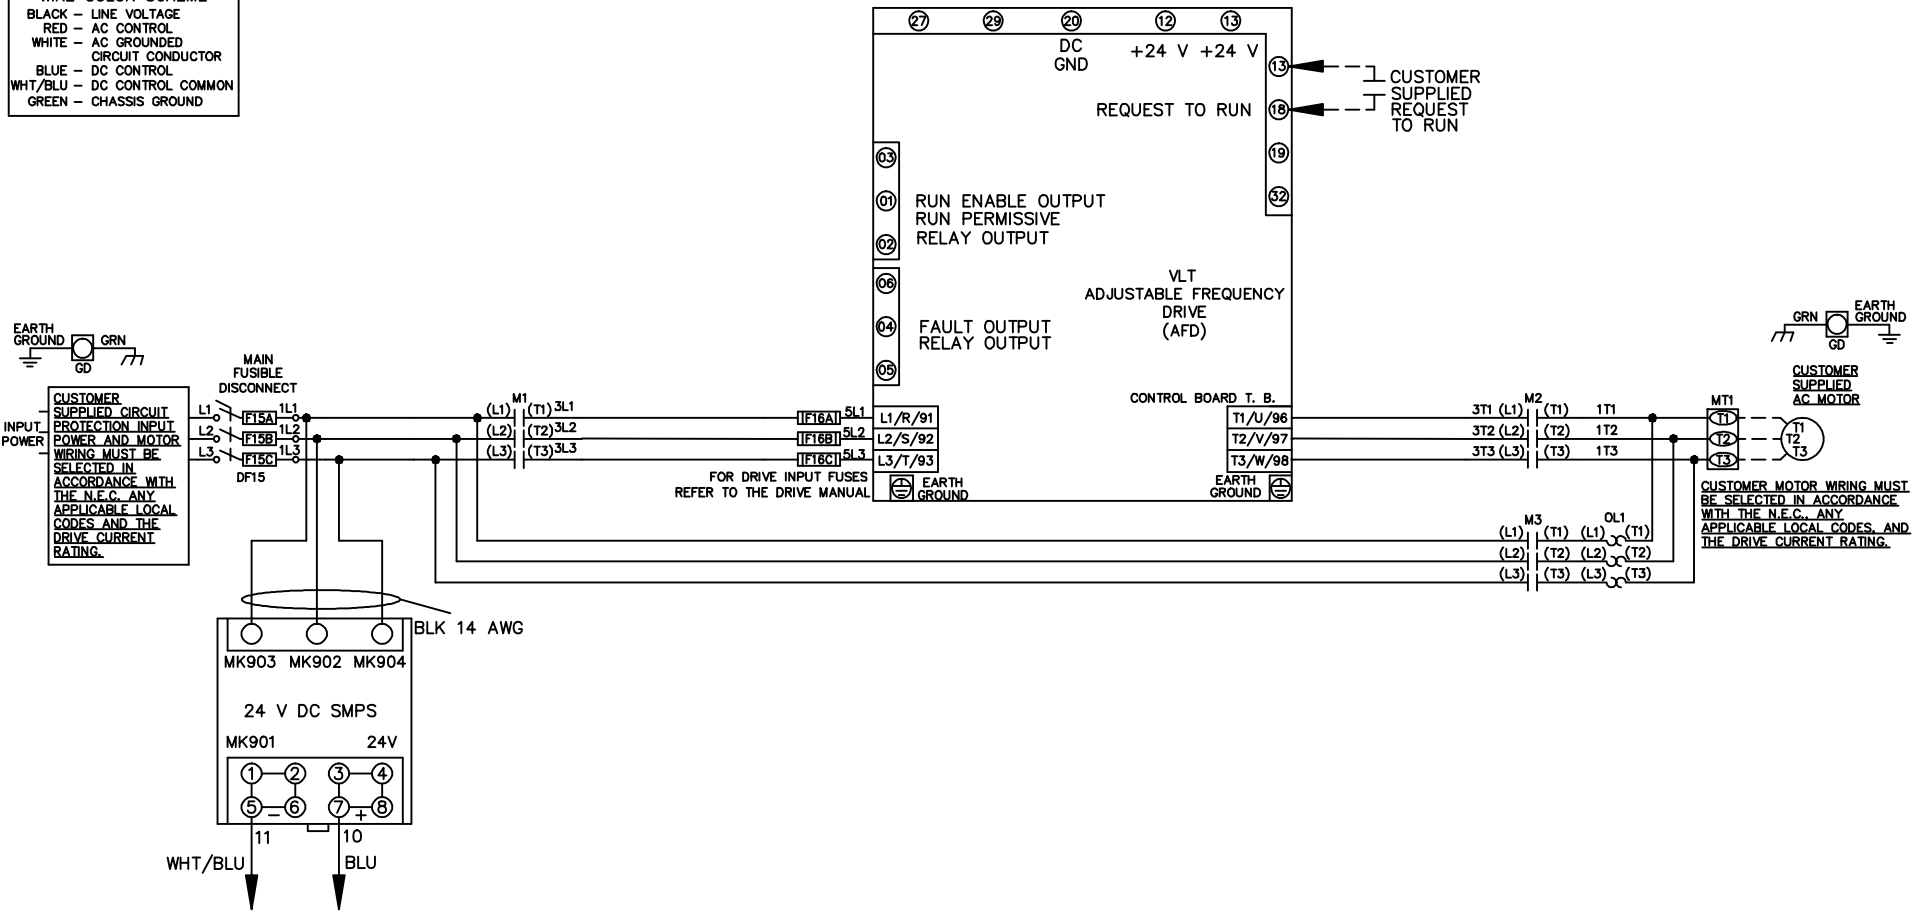 BLACK – LINE VOLTAGE
RED – AC CONTROL
WHITE – AC GROUNDED
CIRCUIT CONDUCTOR
BLUE – DC CONTROL
WHT/BLU – DC CONTROL COMMON
GREEN – CHASSIS GROUND
27 29 20 12 13
DC
GND
+24 V +24 V
13
REQUEST TO RUN 18
19
32
CUSTOMER
SUPPLIED
REQUEST
TO RUN
03
01
02
RUN ENABLE OUTPUT
RUN PERMISSIVE
RELAY OUTPUT
06
04
05
FAULT OUTPUT
RELAY OUTPUT
VLT
ADJUSTABLE FREQUENCY
DRIVE
(AFD)
CONTROL BOARD T. B.
EARTH
GROUND
GRN
GD
INPUT
POWER
CUSTOMER
SUPPLIED CIRCUIT
PROTECTION INPUT
POWER AND MOTOR
WIRING MUST BE
SELECTED IN
ACCORDANCE WITH
THE N.E.C. ANY
APPLICABLE LOCAL
CODES AND THE
DRIVE CURRENT
RATING.
MAIN
FUSIBLE
DISCONNECT
L1 F15A 1L1
L2 F15B 1L2
L3 F15C 1L3
DF15
M1
(L1) (T1) 3L1
(L2) (T2) 3L2
(L3) (T3) 3L3
F16A 5L1
F16B 5L2
F16C 5L3
FOR DRIVE INPUT FUSES
REFER TO THE DRIVE MANUAL
L1/R/91
L2/S/92
L3/T/93
EARTH
GROUND
T1/U/96
T2/V/97
T3/W/98
EARTH
GROUND
M2
3T1 (L1) (T1) 1T1
3T2 (L2) (T2) 1T2
3T3 (L3) (T3) 1T3
MT1
T1
T2
T3
T1
T2
T3
GRN
GD
EARTH
GROUND
CUSTOMER
SUPPLIED
AC MOTOR
CUSTOMER MOTOR WIRING MUST
BE SELECTED IN ACCORDANCE
WITH THE N.E.C., ANY
APPLICABLE LOCAL CODES, AND
THE DRIVE CURRENT RATING.
M3 OL1
(L1) (T1) (L1) (T1)
(L2) (T2) (L2) (T2)
(L3) (T3) (L3) (T3)
BLK 14 AWG
MK903 MK902 MK904
24 V DC SMPS
MK901 24V
1 2 3 4
5 – 6 7 + 8
11 10
WHT/BLU BLU